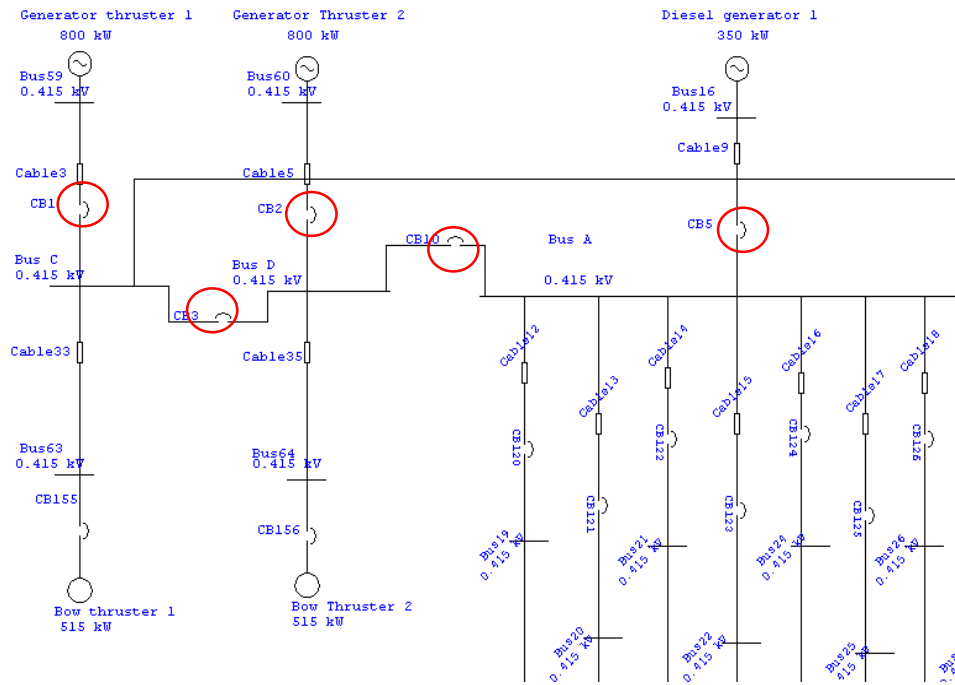 Generator thruster 1
800 kW
Generator Thruster 2
800 kW
Diesel generator 1
350 kW
Bus59
0.415 kV
Bus60
0.415 kV
Bus16
0.415 kV
Cable3
Cable5
Cable9
CB1
CB2
CB5
CB10
Bus A
0.415 kV
Bus C
0.415 kV
Bus D
0.415 kV
CB3
Cable33
Cable35
Cable12
Cable13
Cable14
Cable15
Cable16
Cable17
Cable18
CB120
CB121
CB122
CB123
CB124
CB125
CB126
Bus63
0.415 kV
Bus64
0.415 kV
CB155
CB156
Bus19
0.415 kV
Bus20
0.415 kV
Bus21
0.415 kV
Bus22
0.415 kV
Bus24
0.415 kV
Bus25
415 kV
Bus26
0.415 kV
Bow thruster 1
515 kW
Bow Thruster 2
515 kW